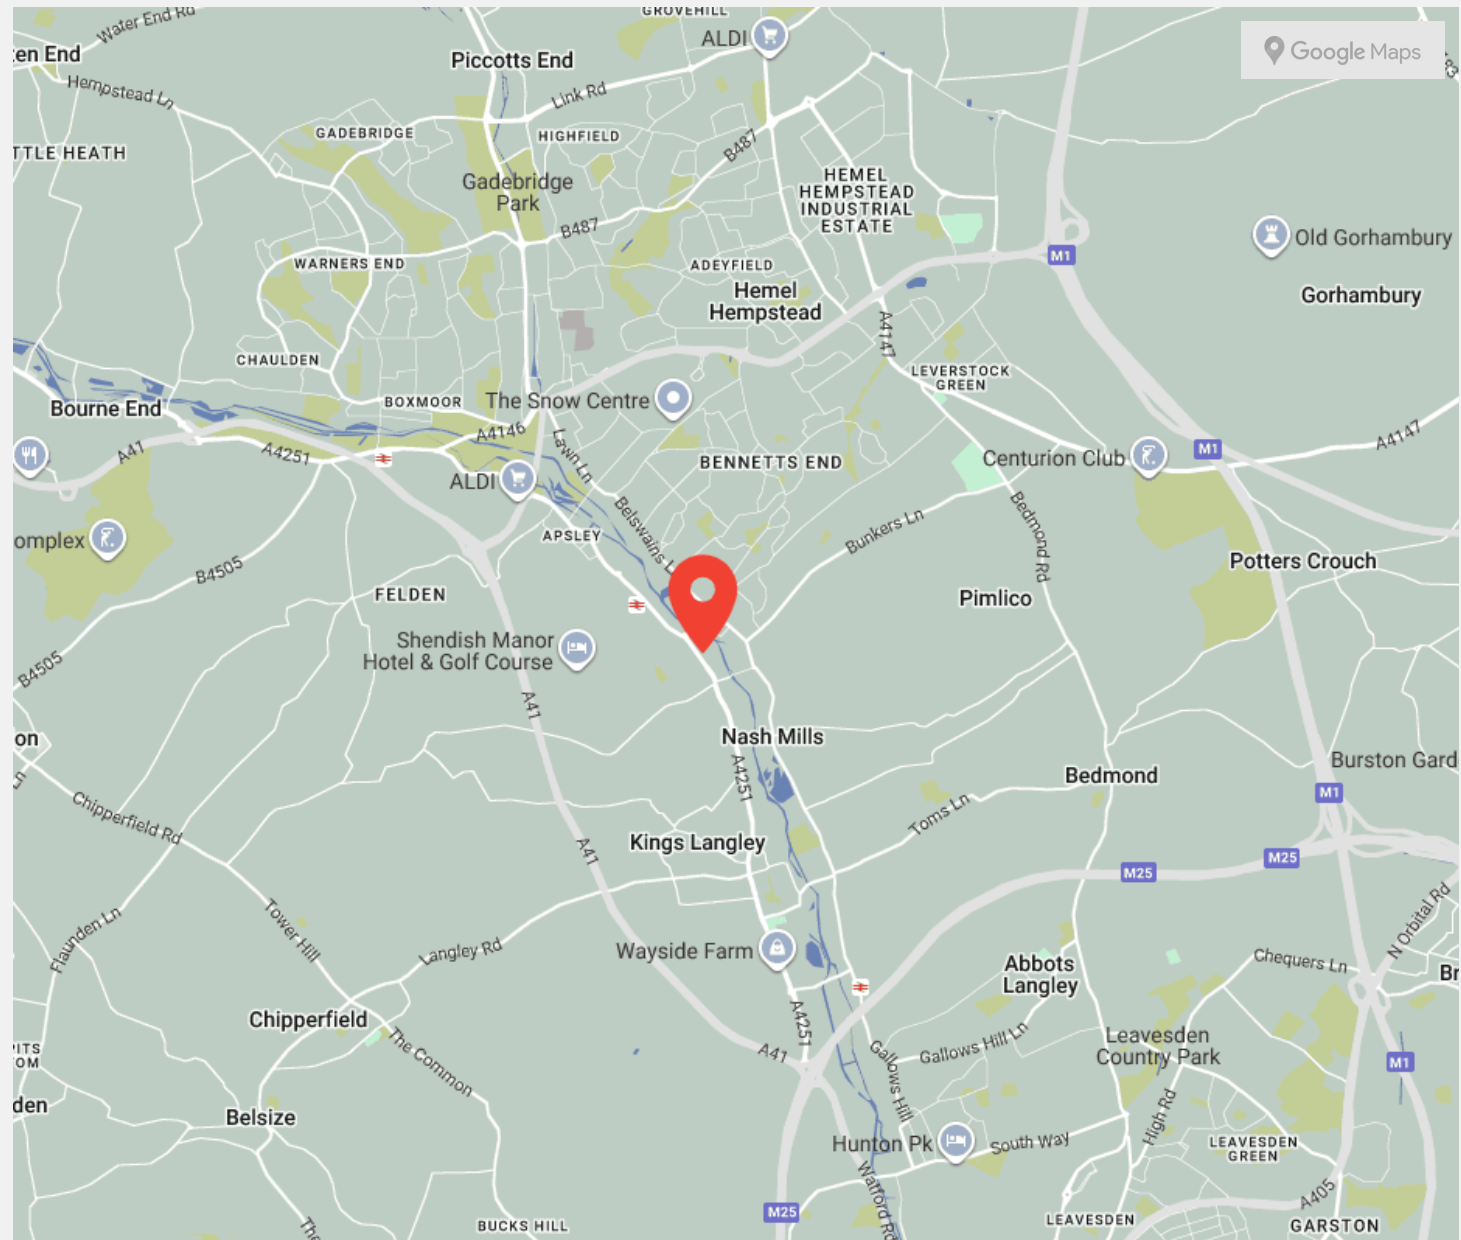 GROVEHILL
Water End Rd
ALDI
Google Maps
en End
Piccotts End
Hempstead Ln
Link Rd
GADEBRIDGE
HIGHFIELD
B487
TTLE HEATH
Gadebridge
Park
HEMEL
HEMPSTEAD
INDUSTRIAL
ESTATE
B487
Old Gorhambury
M1
WARNERS END
ADEYFIELD
Hemel
Hempstead
Gorhambury
A4147
CHAULDEN
LEVERSTOCK
GREEN
BOXMOOR
The Snow Centre
Bourne End
A4146
A4147
A41
A4251
Lawn Ln
BENNETTS END
Centurion Club
M1
ALDI
Belswains L
Bedmond Rd
Bunkers Ln
APSLEY
omplex
B4505
Potters Crouch
FELDEN
Pimlico
Shendish Manor
Hotel & Golf Course
B4505
A41
on
Nash Mills
Burston Gard
Ln
A4251
Bedmond
M1
Chipperfield Rd
Toms Ln
Kings Langley
A41
M25
M25
Flaunden Ln
Tower Hill
Langley Rd
Wayside Farm
N Orbital Rd
Chequers Ln
Abbots
Langley
Br
Chipperfield
A4251
The Common
A41
Gallows Hill
Gallows Hill Ln
Leavesden
Country Park
M1
PITS
OM
den
Belsize
High Rd
Hunton Pk
South Way
LEAVESDEN
GREEN
Watford Rd
A405
M25
The
BUCKS HILL
LEAVESDEN
GARSTON